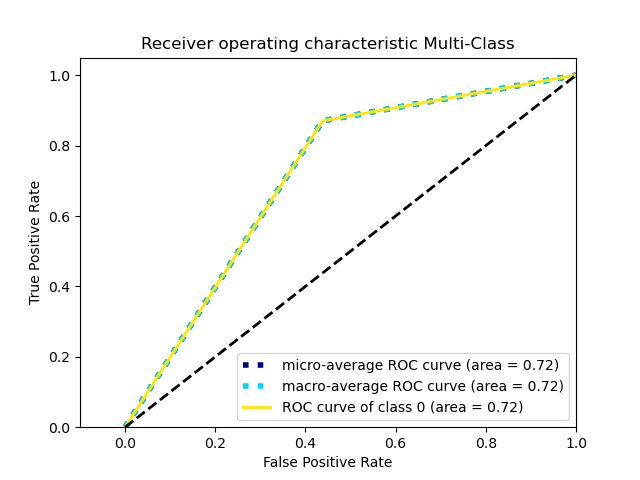 Receiver operating characteristic Multi-Class
1.0
0.8
0.6
0.4
0.2
0.0
True Positive Rate
micro-average ROC curve (area = 0.72)
macro-average ROC curve (area = 0.72)
ROC curve of class 0 (area = 0.72)
0.0 0.2 0.4 0.6 0.8 1.0
False Positive Rate